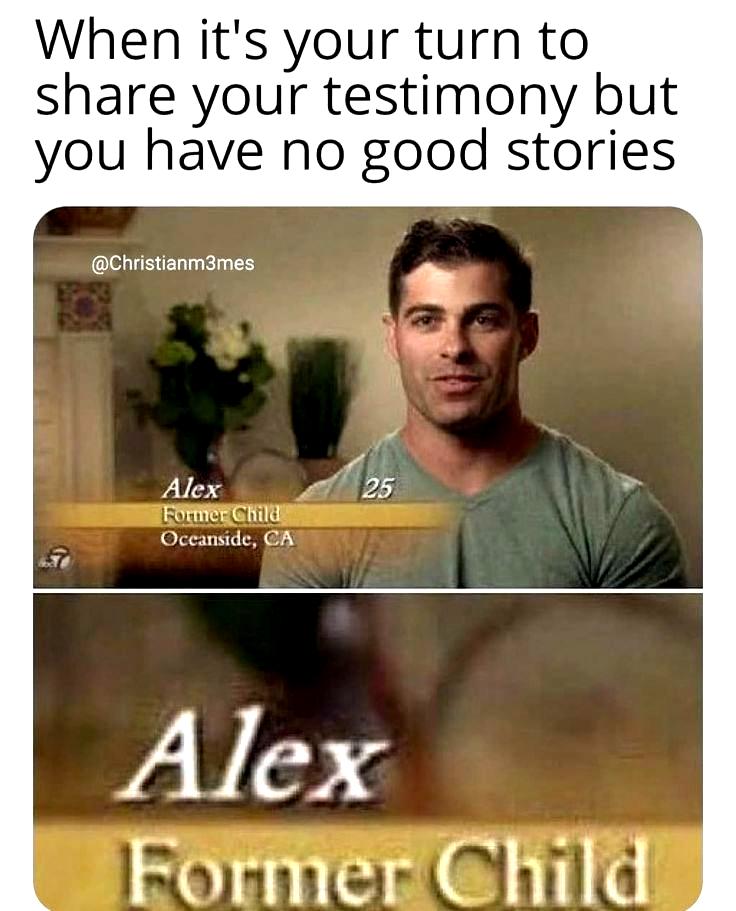 When it's your turn to
share your testimony but
you have no good stories
@Christianm3mes
Alex 25
Former Child
Oceanside, CA
abc7
Alex
Former Child